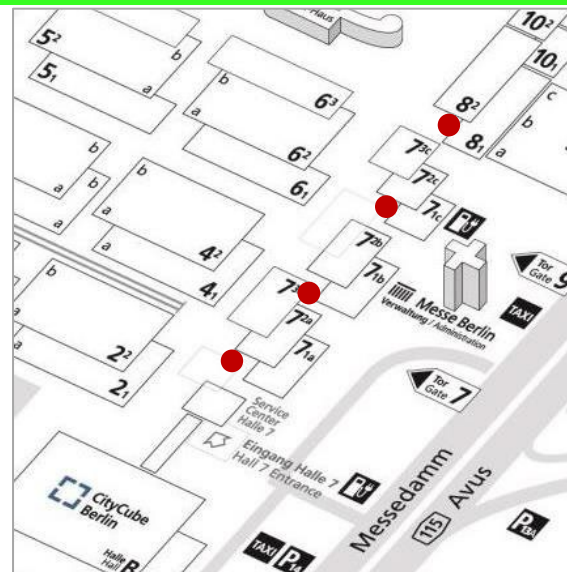 Haus
10²
10₁
5²
b
5₁
a
6³
b
6²
a
6₁
8²
8₁
c
b
a
7³ᶜ
7²ᶜ
7₁ᶜ
b
a
b
a
b
4²
a
4₁
7²ᵇ
7₁ᵇ
Messe Berlin
Verwaltung / Administration
Tor
Gate 9
TAXI
7²ᵃ
7₁ᵃ
b
2²
a
2₁
Tor
Gate 7
Service
Center
Halle 7
Eingang Halle 7
Hall 7 Entrance
Messedamm
115
Avus
CityCube
Berlin
Halle
Hall B
TAXI
P14
P13A